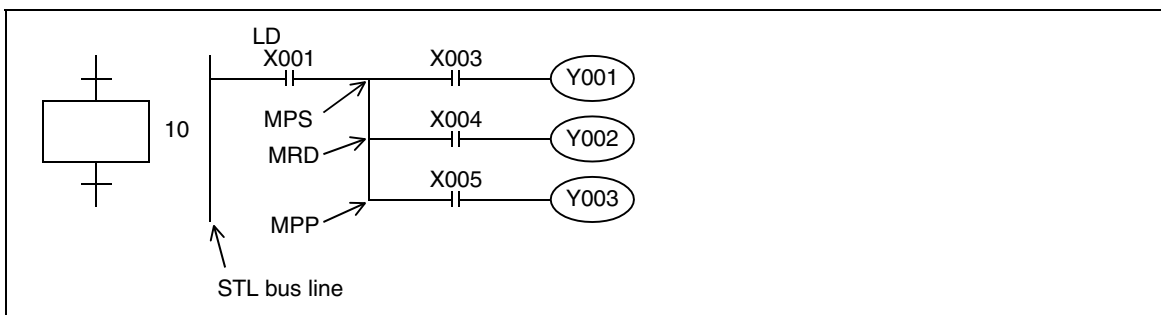 LD
X001 X003 Y001
10
MPS
X004 Y002
MRD
X005 Y003
MPP
STL bus line